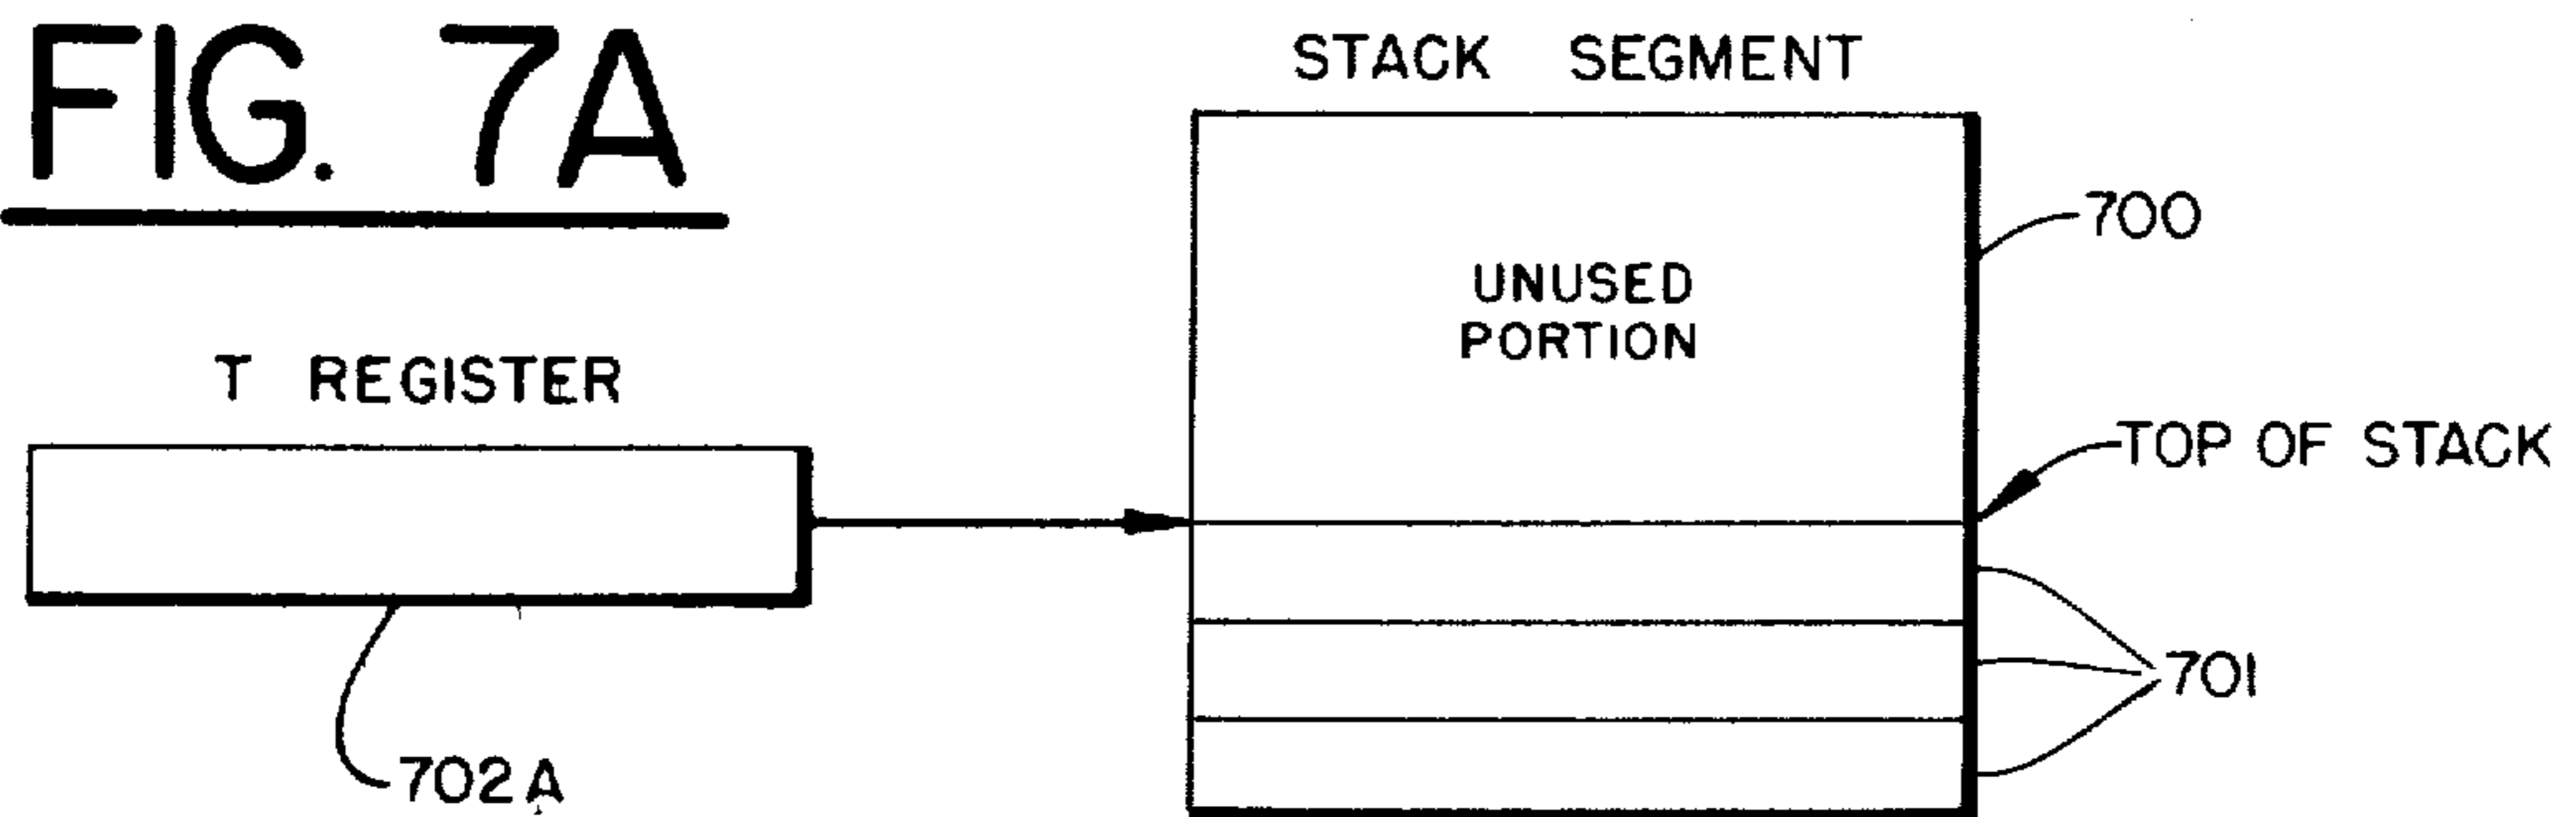 FIG. 7A
STACK SEGMENT
700
UNUSED
PORTION
T REGISTER
TOP OF STACK
701
702A